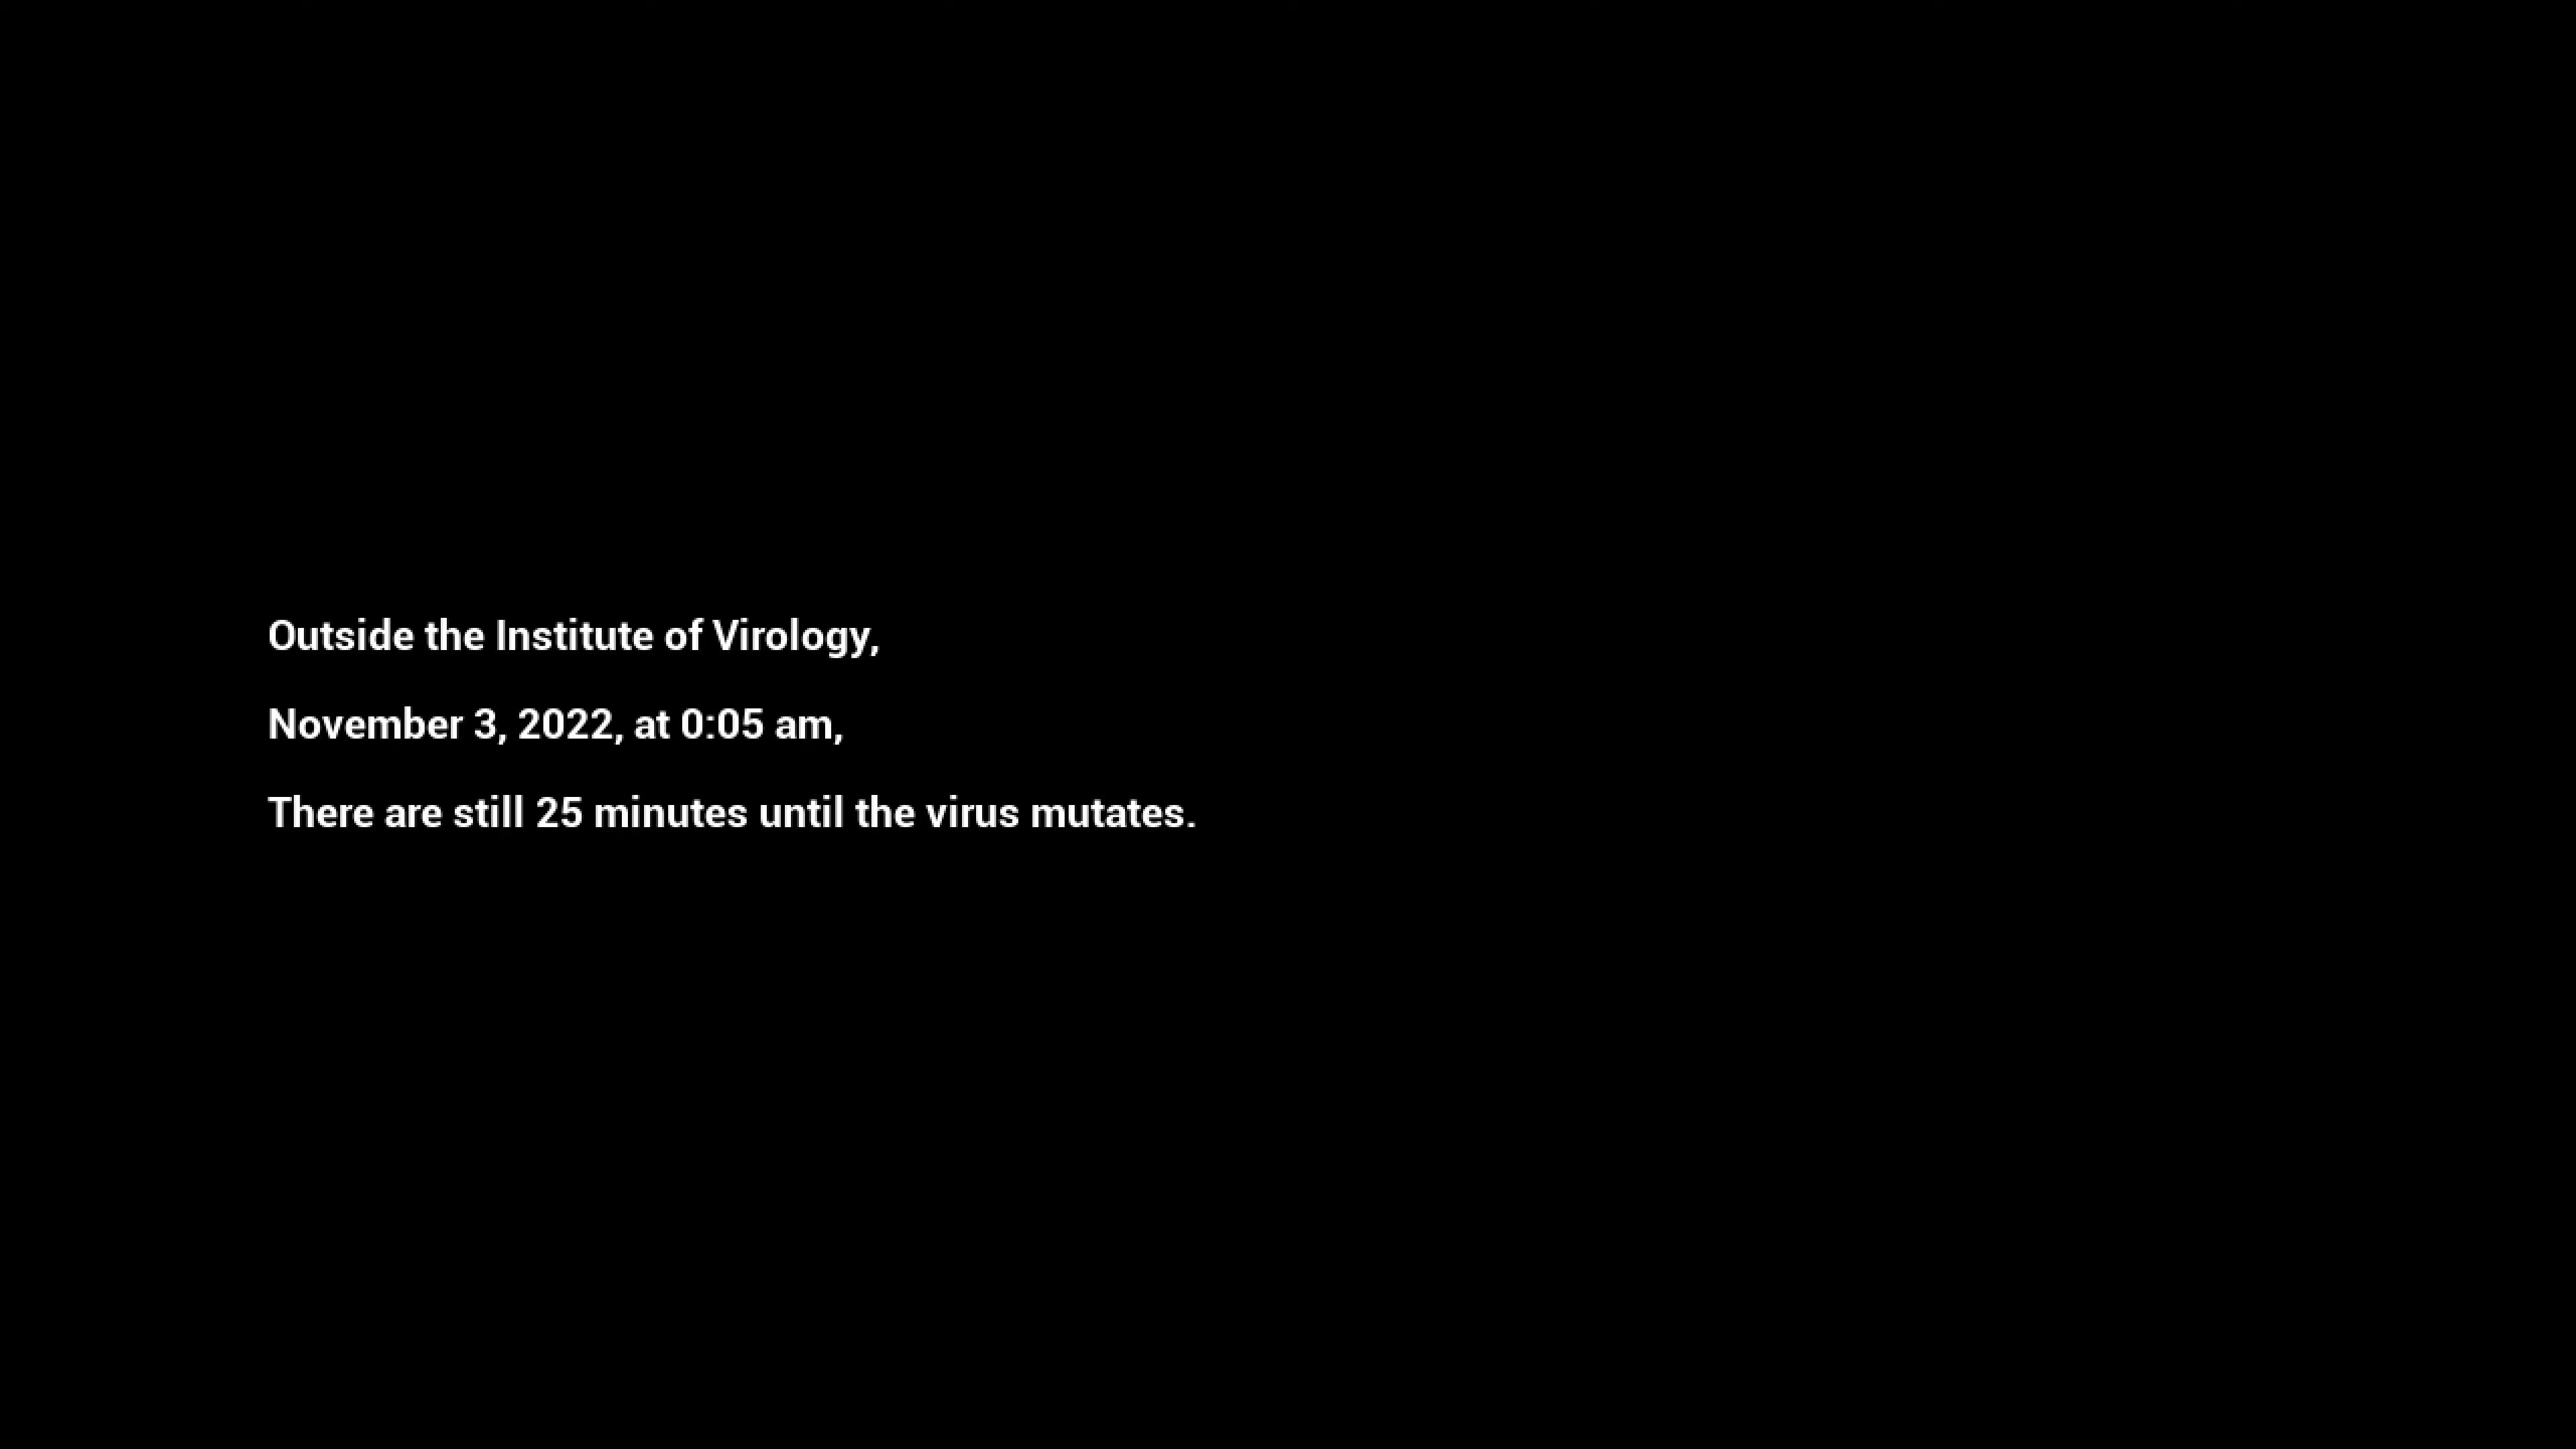 Outside the Institute of Virology,
November 3, 2022, at 0:05 am,
There are still 25 minutes until the virus mutates.